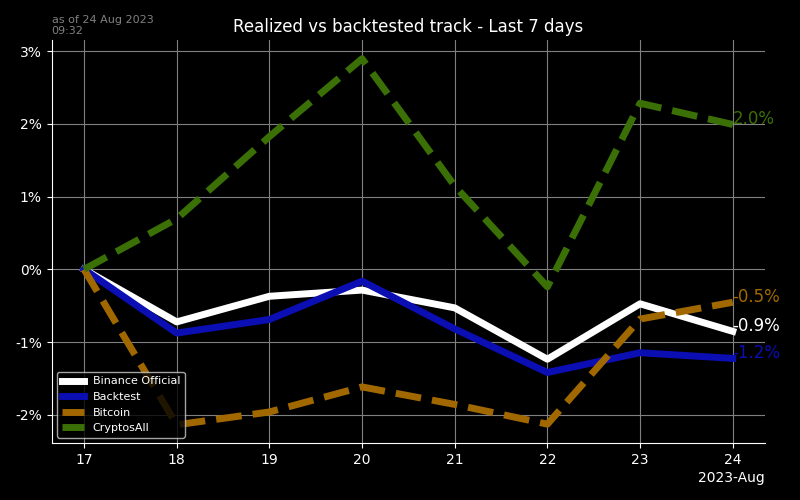 as of 24 Aug 2023
09:32
Realized vs backtested track - Last 7 days
3%
2%
1%
0%
-1%
-2%
2.0%
-0.5%
-0.9%
-1.2%
Binance Official
Backtest
Bitcoin
CryptosAll
17 18 19 20 21 22 23 24
2023-Aug